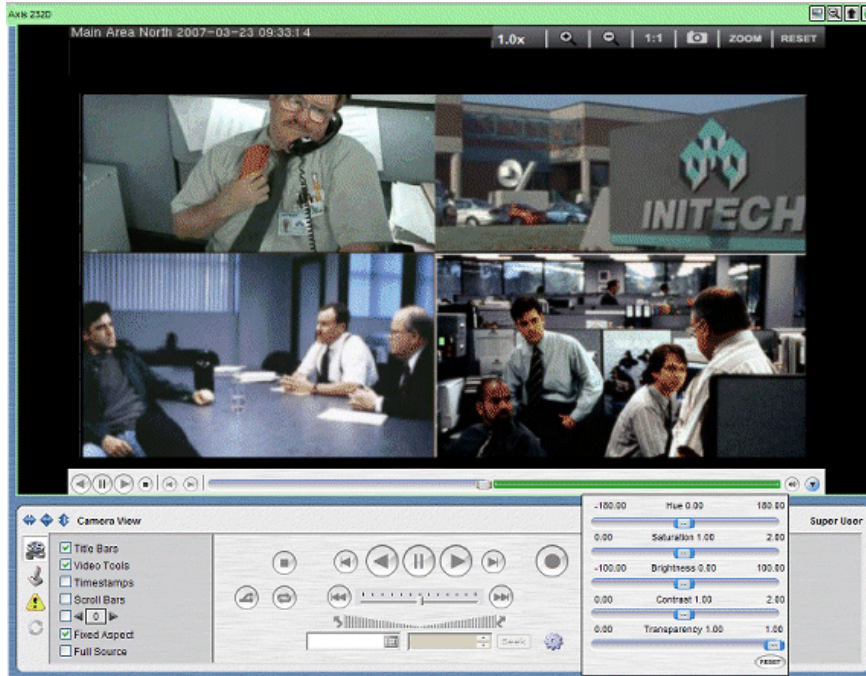 Axis 232D
Main Area North 2007-03-23 09:33:14
1.0x 1:1 ZOOM RESET
INITECH
Camera View
Super User
Title Bars
Video Tools
Timestamps
Scroll Bars
0
Fixed Aspect
Full Source
Seek
-180.00 Hue 0.00 180.00
0.00 Saturation 1.00 2.00
-100.00 Brightness 0.00 100.00
0.00 Contrast 1.00 2.00
0.00 Transparency 1.00 1.00
RESET